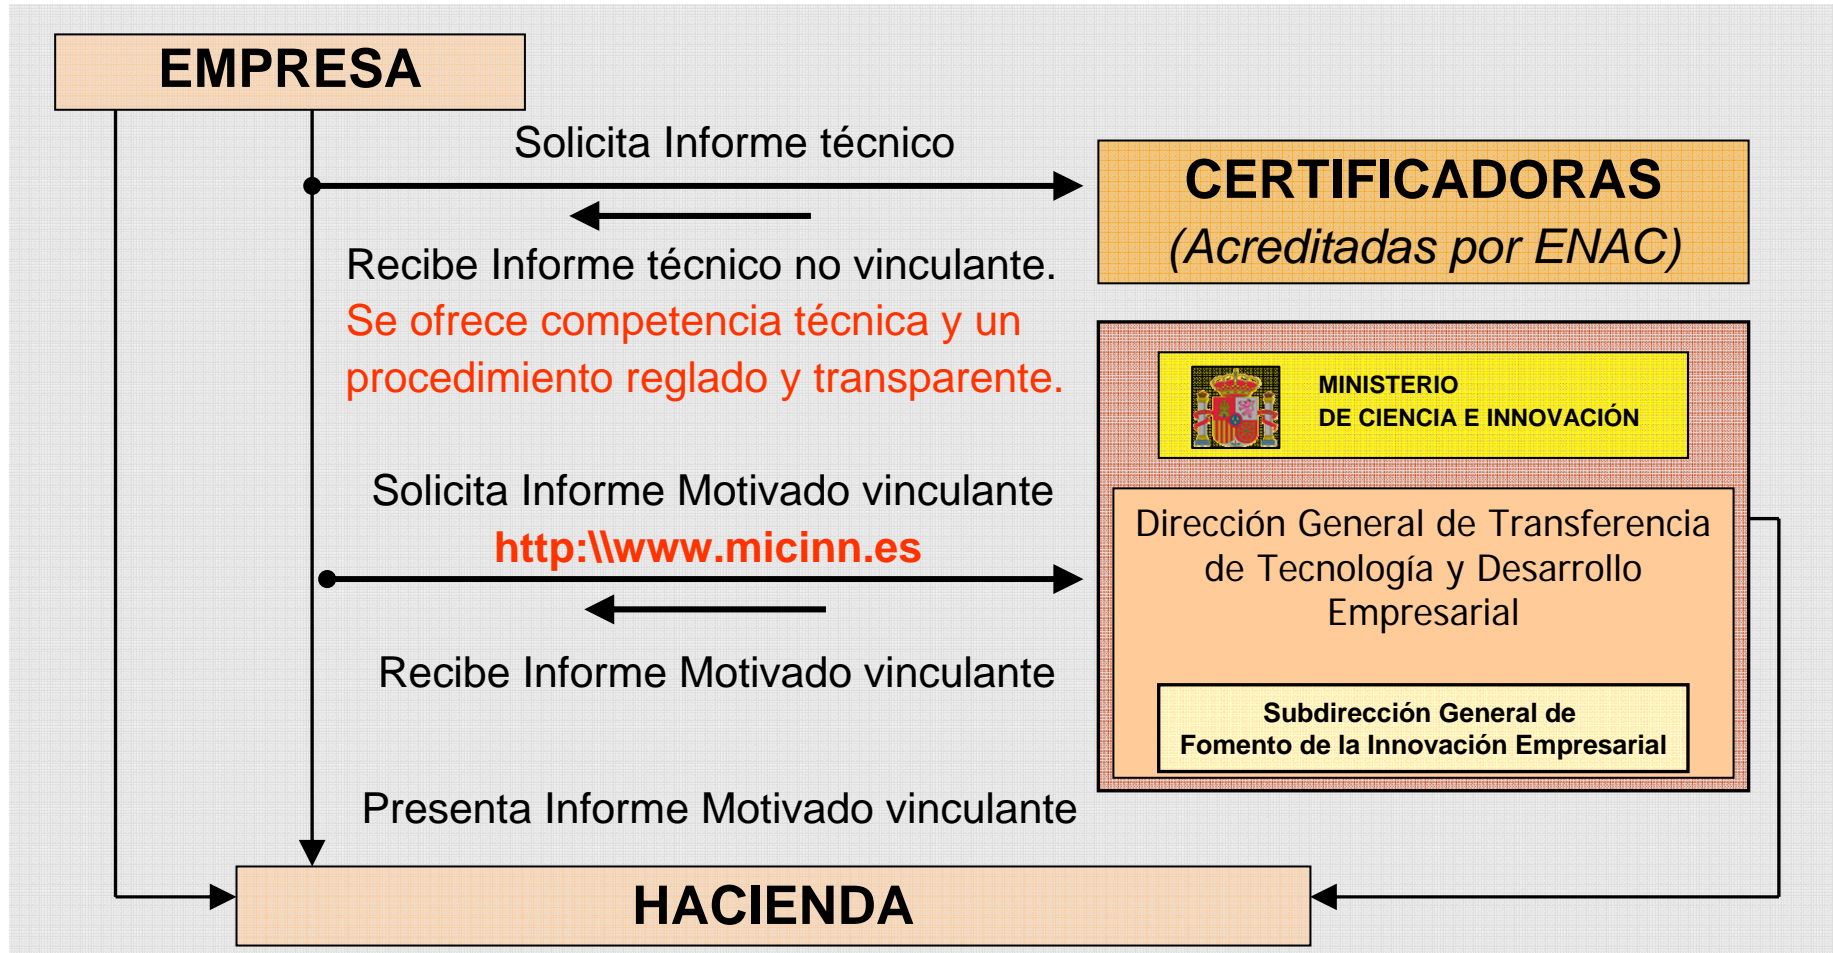 EMPRESA
Solicita Informe técnico
CERTIFICADORAS
(Acreditadas por ENAC)
Recibe Informe técnico no vinculante.
Se ofrece competencia técnica y un
procedimiento reglado y transparente.
MINISTERIO
DE CIENCIA E INNOVACIÓN
Solicita Informe Motivado vinculante
http:\\www.micinn.es
Dirección General de Transferencia
de Tecnología y Desarrollo
Empresarial
Recibe Informe Motivado vinculante
Subdirección General de
Fomento de la Innovación Empresarial
Presenta Informe Motivado vinculante
HACIENDA